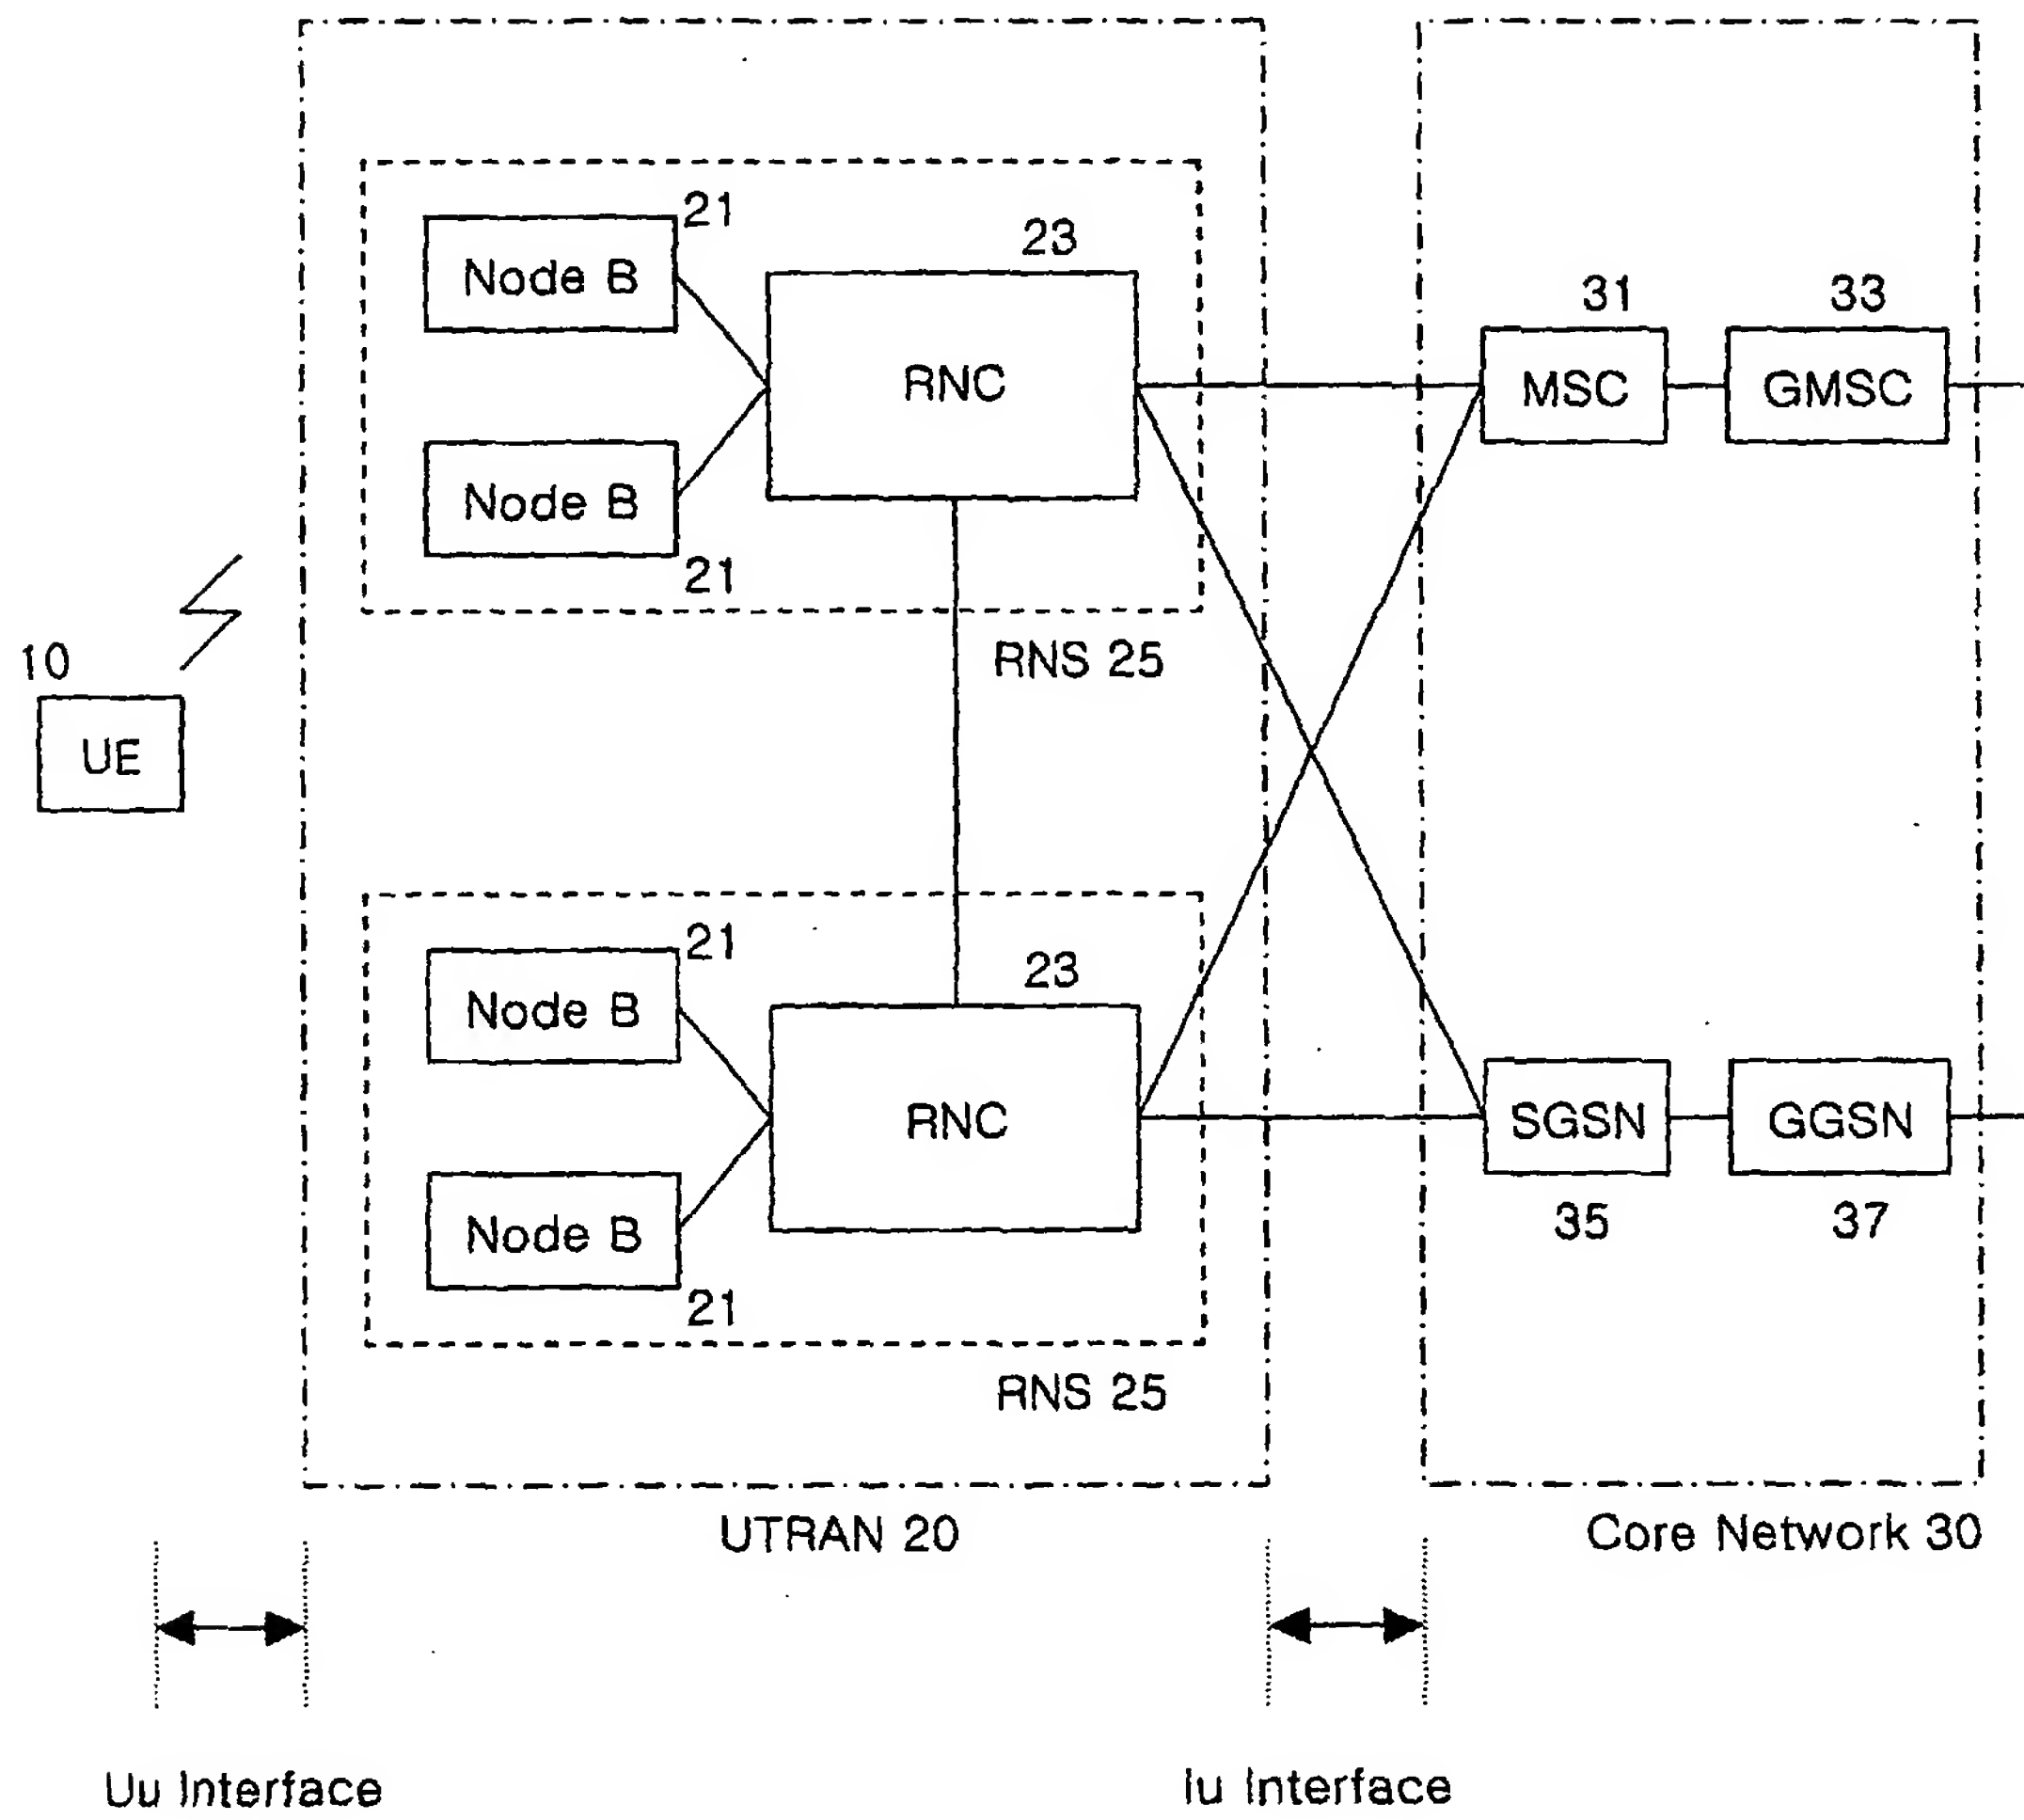 21
Node B
23
RNC
31
33
MSC
GMSC
Node B
21
RNS 25
10
UE
21
Node B
23
RNC
SGSN
GGSN
35
37
Node B
21
RNS 25
UTRAN 20
Core Network 30
Uu Interface
Iu Interface